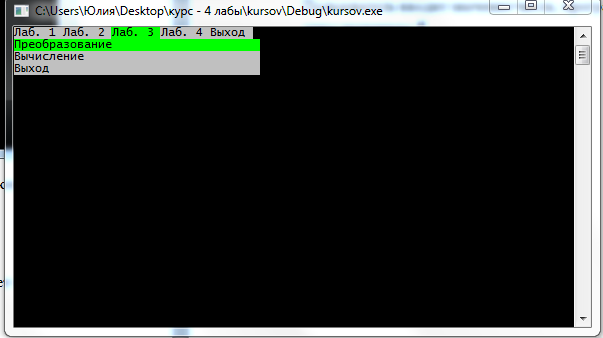 C:\Users\Юлия\Desktop\курс - 4 лабы\kursov\Debug\kursov.exe
Лаб. 1 Лаб. 2 Лаб. 3 Лаб. 4 Выход
Преобразование
Вычисление
Выход